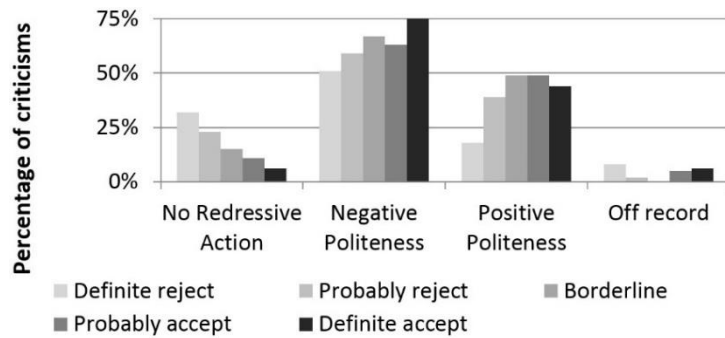 Percentage of criticisms
75%
50%
25%
0%
No Redressive
Action
Negative
Politeness
Positive
Politeness
Off record
Definite reject
Probably reject
Borderline
Probably accept
Definite accept